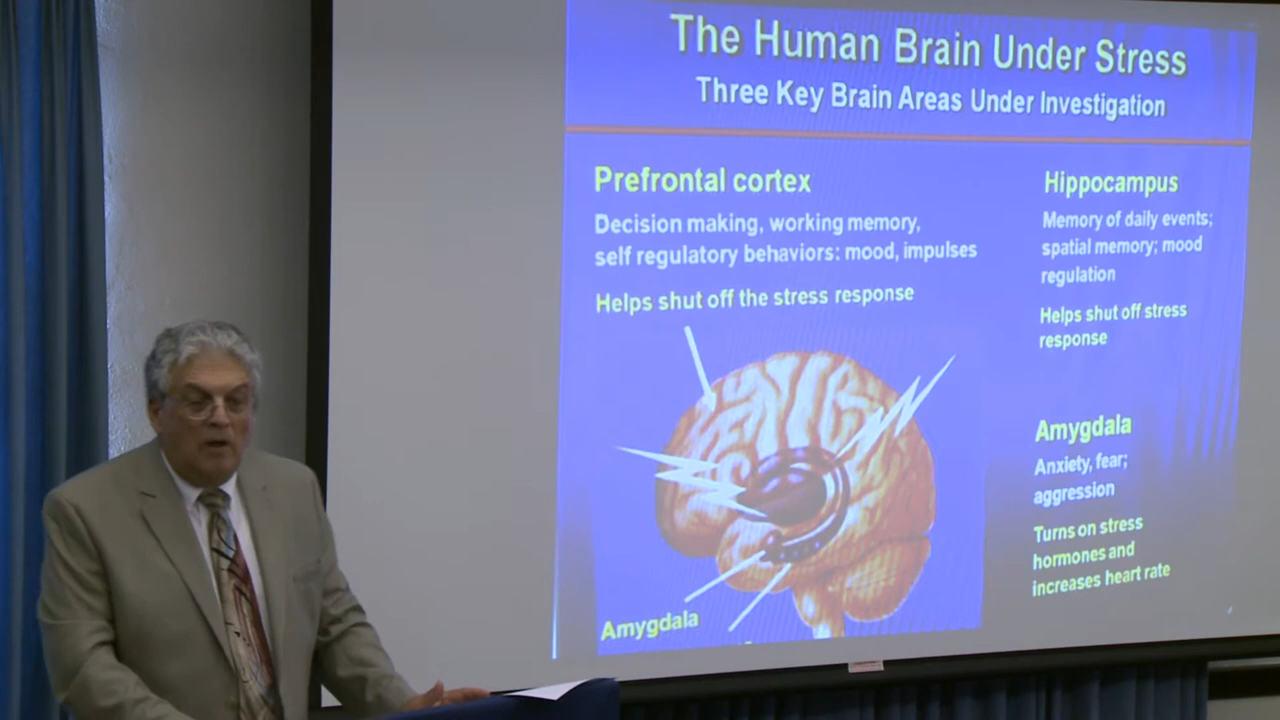 The Human Brain Under Stress
Three Key Brain Areas Under Investigation
Prefrontal cortex
Decision making, working memory,
self regulatory behaviors: mood, impulses
Helps shut off the stress response
Hippocampus
Memory of daily events;
spatial memory; mood
regulation
Helps shut off stress
response
Amygdala
Anxiety, fear;
aggression
Turns on stress
hormones and
increases heart rate
Amygdala